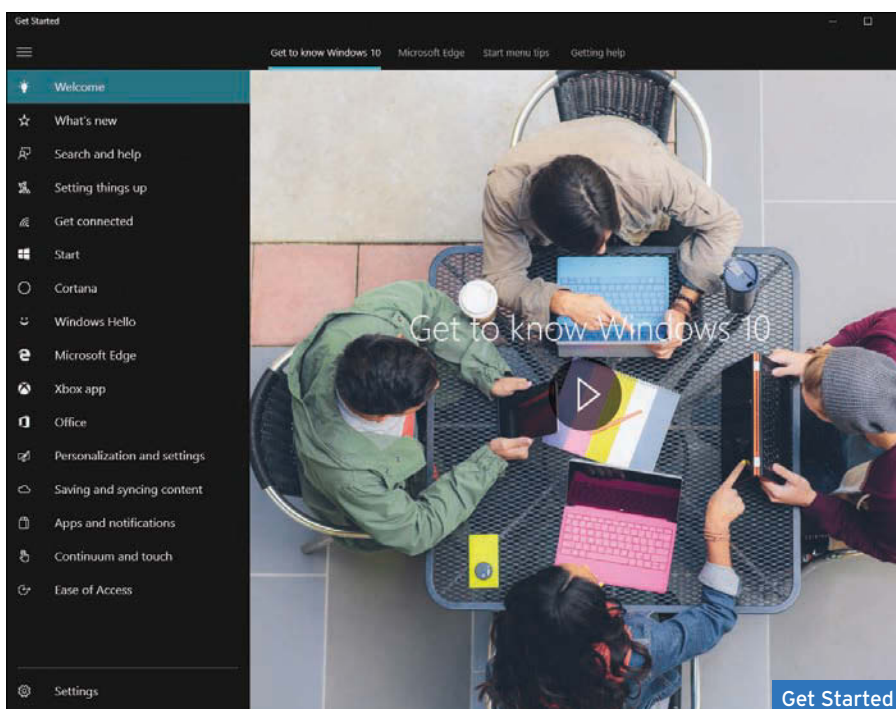 Get Started
Get to know Windows 10 Microsoft Edge Start menu tips Getting help
Welcome
What's new
Search and help
Setting things up
Get connected
Start
Cortana
Windows Hello
Microsoft Edge
Xbox app
Office
Personalization and settings
Saving and syncing content
Apps and notifications
Continuum and touch
Ease of Access
Settings
Get to know Windows 10
Get Started